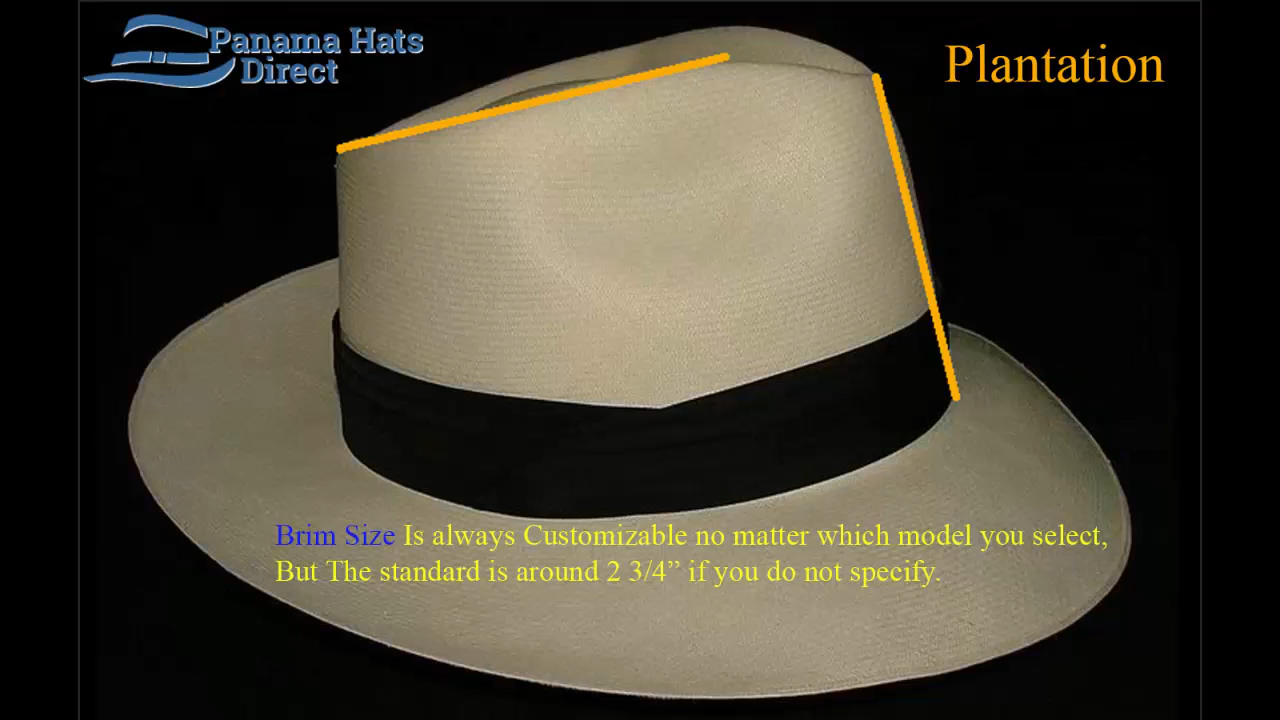 Panama Hats
Direct
Plantation
Brim Size Is always Customizable no matter which model you select,
But The standard is around 2 3/4” if you do not specify.